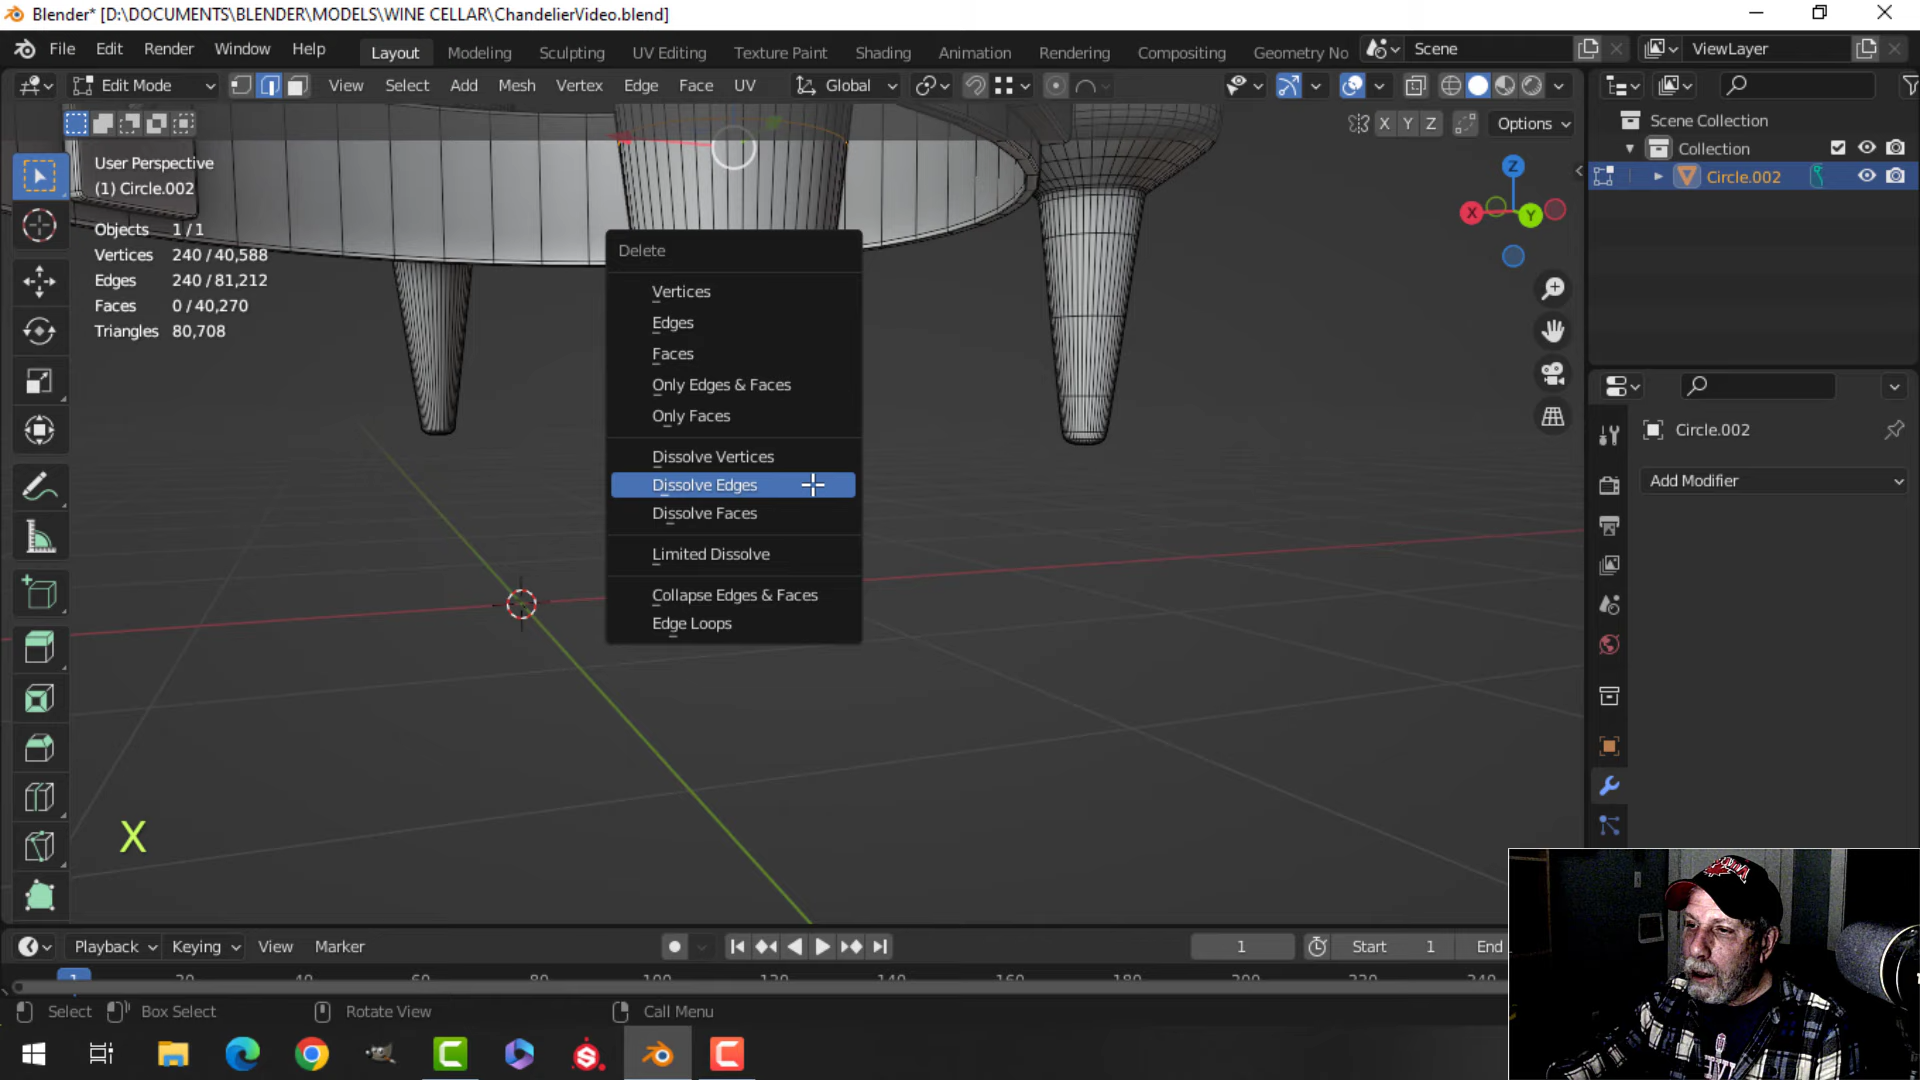 Blender* [D:\DOCUMENTS\BLENDER\MODELS\WINE CELLAR\ChandelierVideo.blend]
File Edit Render Window Help Layout Modeling Sculpting UV Editing Texture Paint Shading Animation Rendering Compositing Geometry No Scene ViewLayer
Edit Mode View Select Add Mesh Vertex Edge Face UV Global
X Y Z Options
User Perspective
(1) Circle.002
Objects 1 / 1
Vertices 240 / 40,588
Edges 240 / 81,212
Faces 0 / 40,270
Triangles 80,708
Delete
Vertices
Edges
Faces
Only Edges & Faces
Only Faces
Dissolve Vertices
Dissolve Edges
Dissolve Faces
Limited Dissolve
Collapse Edges & Faces
Edge Loops
Z
X Y
X
Scene Collection
Collection
Circle.002
Circle.002
Add Modifier
Playback Keying View Marker 1 Start 1 End
1
Select Box Select Rotate View Call Menu